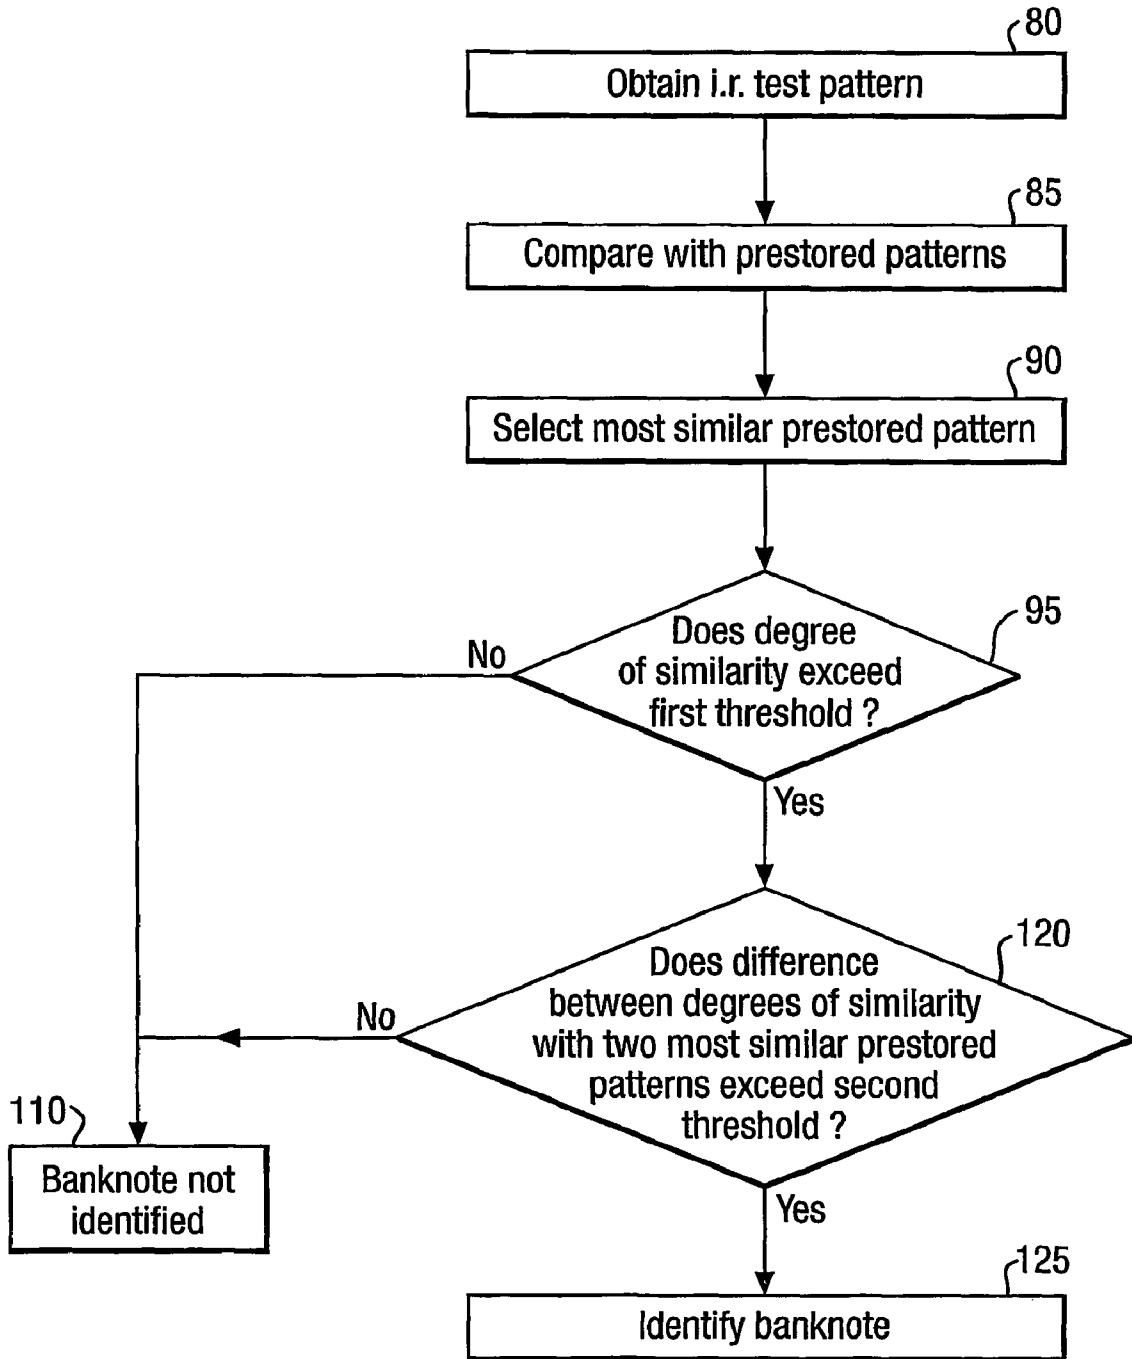 80
Obtain i.r. test pattern
85
Compare with prestored patterns
90
Select most similar prestored pattern
95
Does degree
of similarity exceed
first threshold ?
No
Yes
120
Does difference
between degrees of similarity
with two most similar prestored
patterns exceed second
threshold ?
No
110
Banknote not
identified
Yes
125
Identify banknote